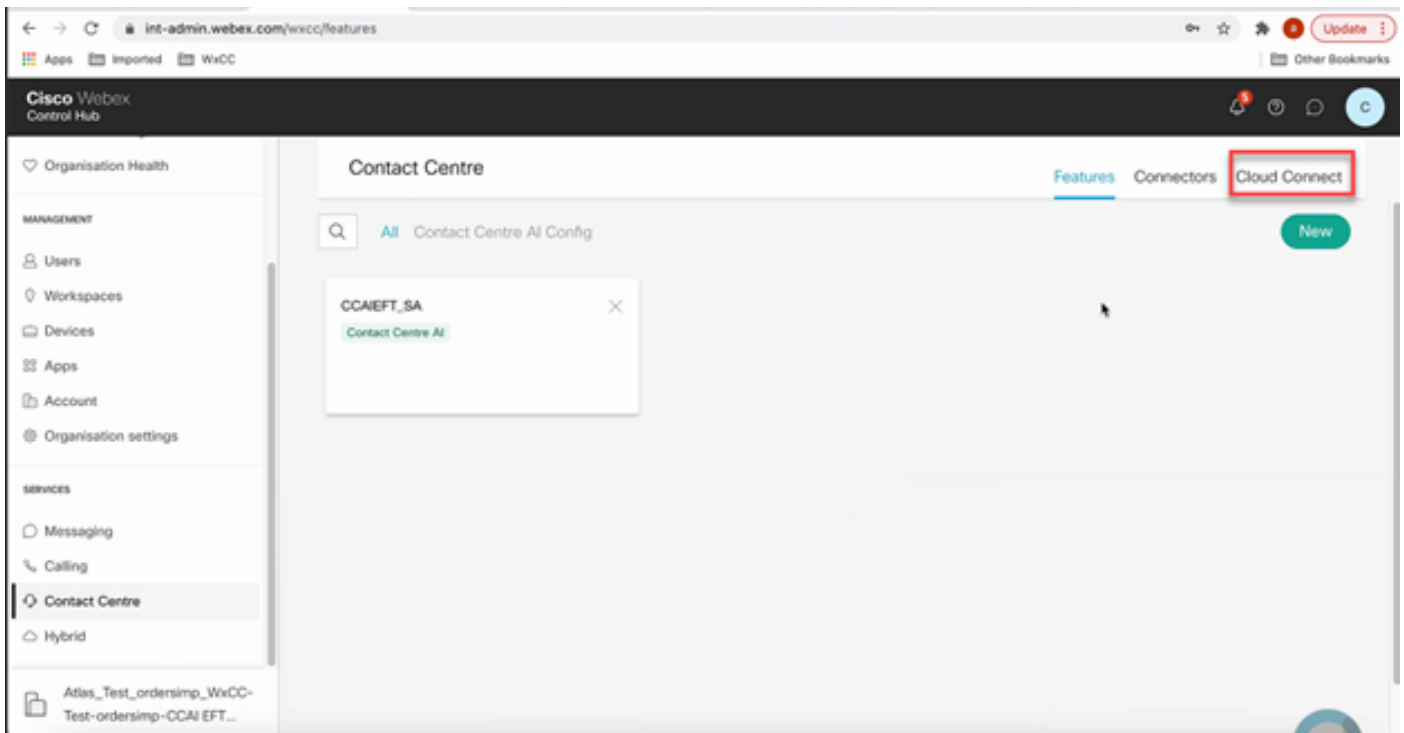 int-admin.webex.com/wxcc/features
Update
Apps Imported WxCC
Other Bookmarks
Cisco Webex
Control Hub
5
C
Organisation Health
MANAGEMENT
Users
Workspaces
Devices
Apps
Account
Organisation settings
SERVICES
Messaging
Calling
Contact Centre
Hybrid
Atlas_Test_ordersimp_WxCC-
Test-ordersimp-CCAI EFT...
Contact Centre
Features Connectors Cloud Connect
All Contact Centre AI Config
New
CCAIEFT_SA
Contact Centre AI